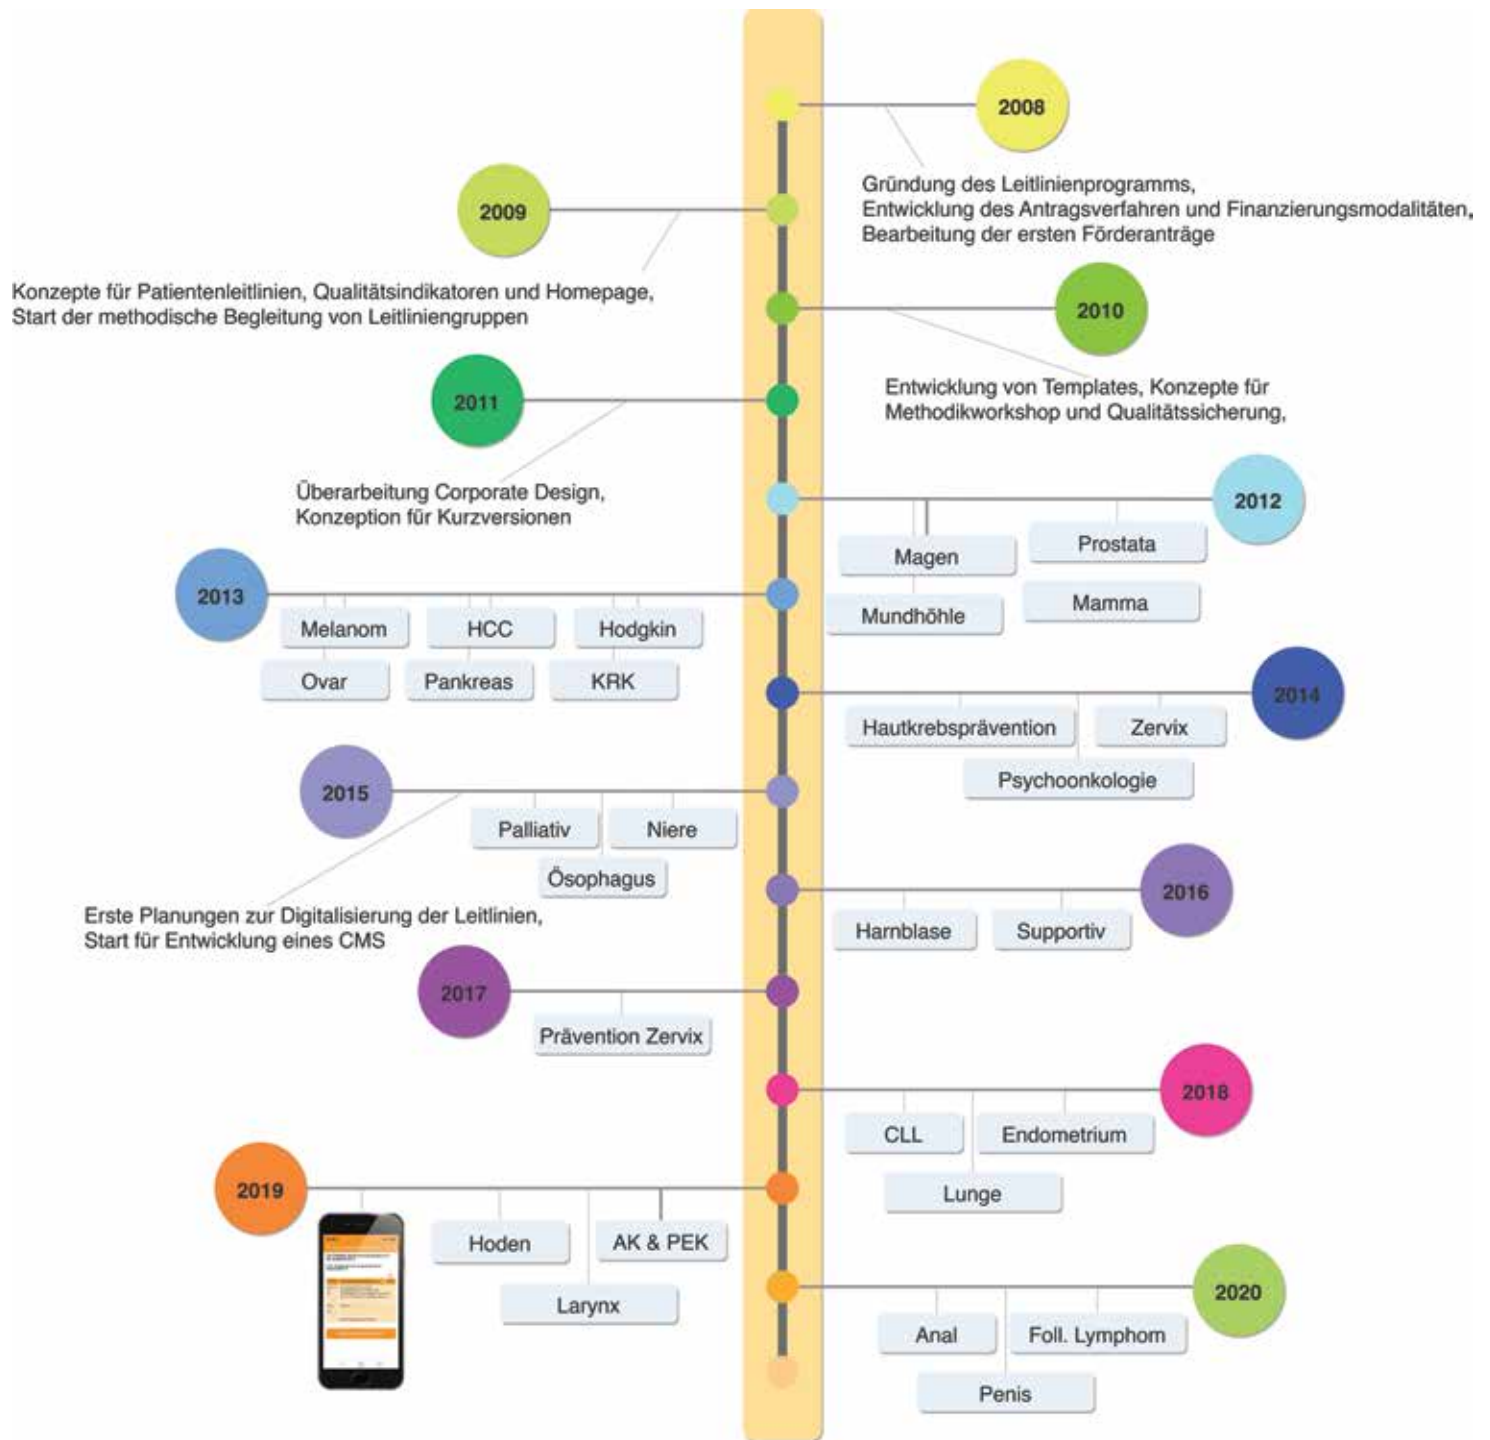 2008
Gründung des Leitlinienprogramms,
Entwicklung des Antragsverfahren und Finanzierungsmodalitäten,
Bearbeitung der ersten Förderanträge
2009
Konzepte für Patientenleitlinien, Qualitätsindikatoren und Homepage,
Start der methodische Begleitung von Leitliniengruppen
2010
Entwicklung von Templates, Konzepte für
Methodikworkshop und Qualitätssicherung,
2011
Überarbeitung Corporate Design,
Konzeption für Kurzversionen
2012
Magen
Prostata
Mundhöhle
Mamma
2013
Melanom
HCC
Hodgkin
Ovar
Pankreas
KRK
2014
Hautkrebsprävention
Zervix
Psychoonkologie
2015
Palliativ
Niere
Ösophagus
Erste Planungen zur Digitalisierung der Leitlinien,
Start für Entwicklung eines CMS
2016
Harnblase
Supportiv
2017
Prävention Zervix
2018
CLL
Endometrium
Lunge
2019
Hoden
AK & PEK
Larynx
2020
Anal
Foll. Lymphom
Penis